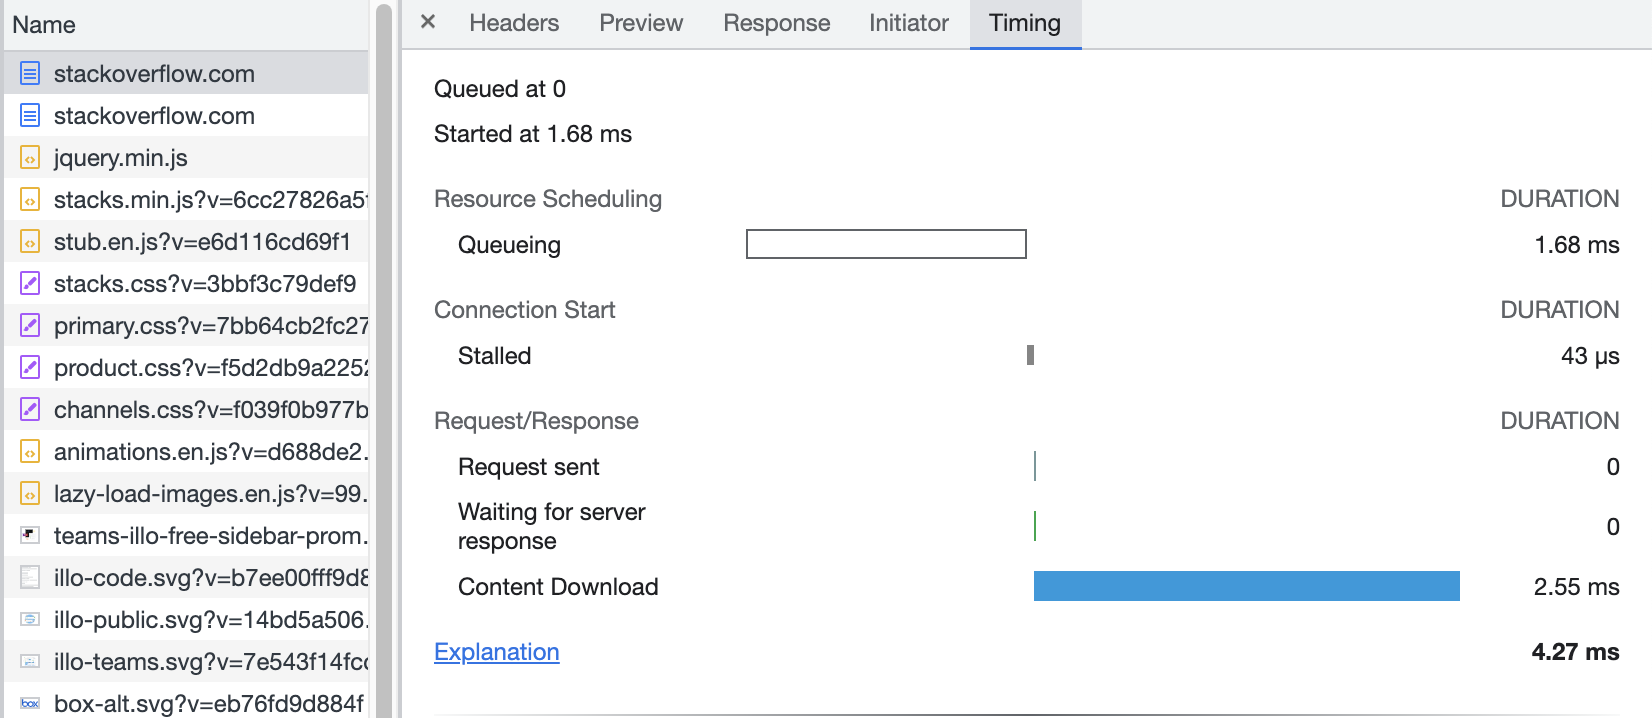 Name
stackoverflow.com
stackoverflow.com
jquery.min.js
stacks.min.js?v=6cc27826a5
stub.en.js?v=e6d116cd69f1
stacks.css?v=3bbf3c79def9
primary.css?v=7bb64cb2fc27
product.css?v=f5d2db9a2252
channels.css?v=f039f0b977b
animations.en.js?v=d688de2.
lazy-load-images.en.js?v=99.
teams-illo-free-sidebar-prom.
illo-code.svg?v=b7ee00fff9d8
illo-public.svg?v=14bd5a506.
illo-teams.svg?v=7e543f14fc
box-alt.svg?v=eb76fd9d884f
× Headers Preview Response Initiator Timing
Queued at 0
Started at 1.68 ms
Resource Scheduling DURATION
Queueing 1.68 ms
Connection Start DURATION
Stalled 43 μs
Request/Response DURATION
Request sent 0
Waiting for server
response 0
Content Download 2.55 ms
Explanation 4.27 ms